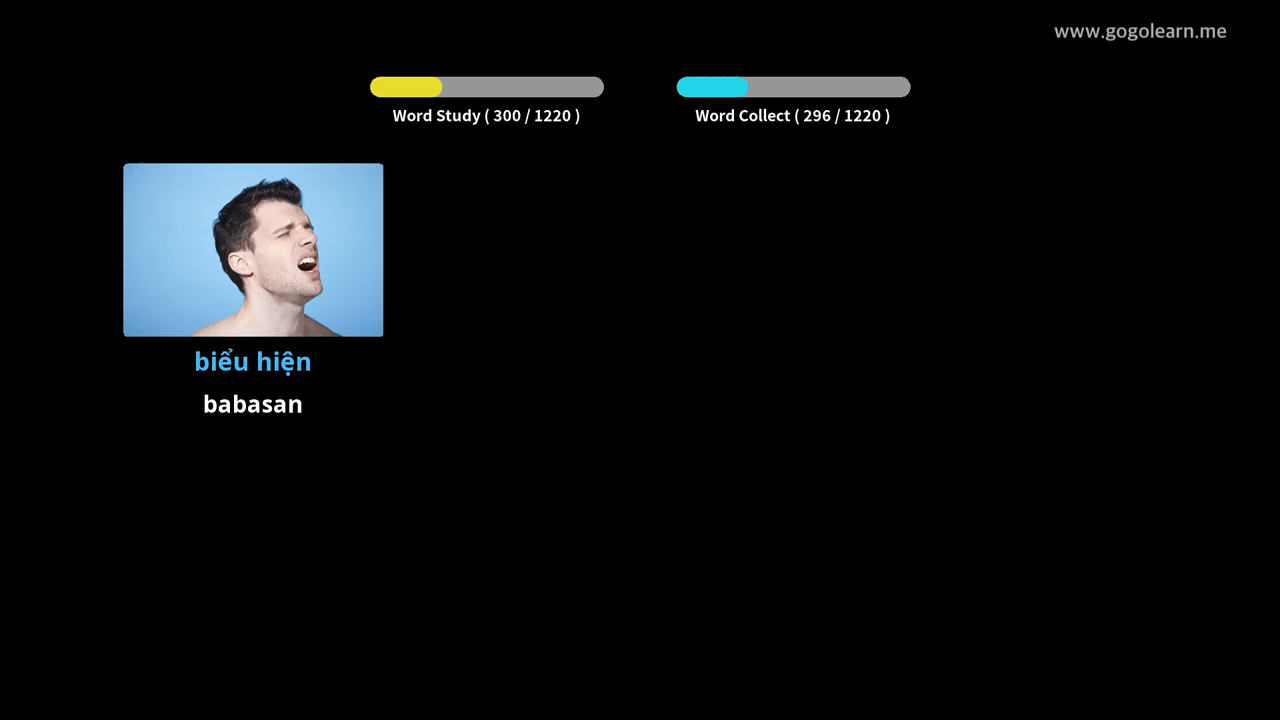 www.gogolearn.me
Word Study ( 300 / 1220 )
Word Collect ( 296 / 1220 )
biểu hiện
babasan